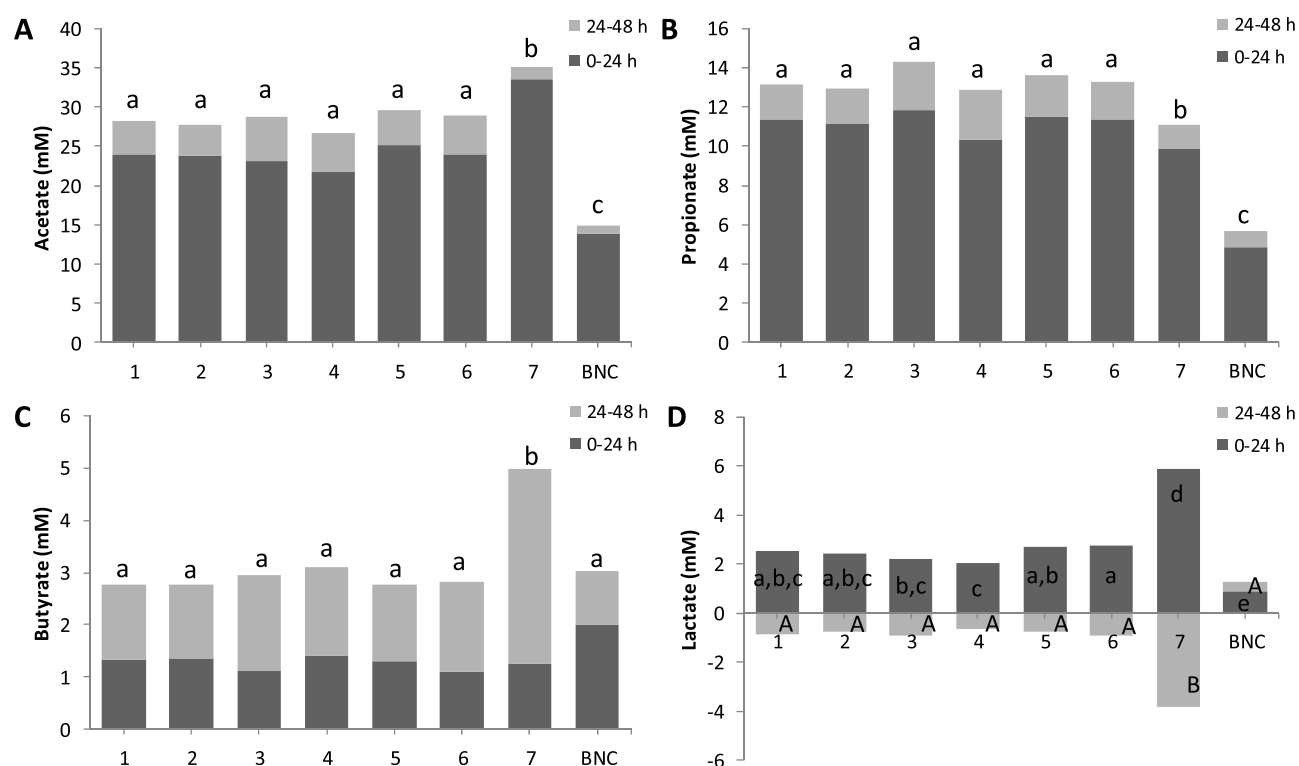 A
Acetate (mM)
40
35
30
25
20
15
10
5
0
24-48 h
0-24 h
a a a a a a b c
1 2 3 4 5 6 7 BNC
B
Propionate (mM)
16
14
12
10
8
6
4
2
0
24-48 h
0-24 h
a a a a a a b c
1 2 3 4 5 6 7 BNC
C
Butyrate (mM)
6
5
4
3
2
1
0
24-48 h
0-24 h
a a a a a a b a
1 2 3 4 5 6 7 BNC
D
Lactate (mM)
8
6
4
2
0
-2
-4
-6
24-48 h
0-24 h
a,b,c a,b,c b,c c a,b a d e
A A A A A A B A
1 2 3 4 5 6 7 BNC